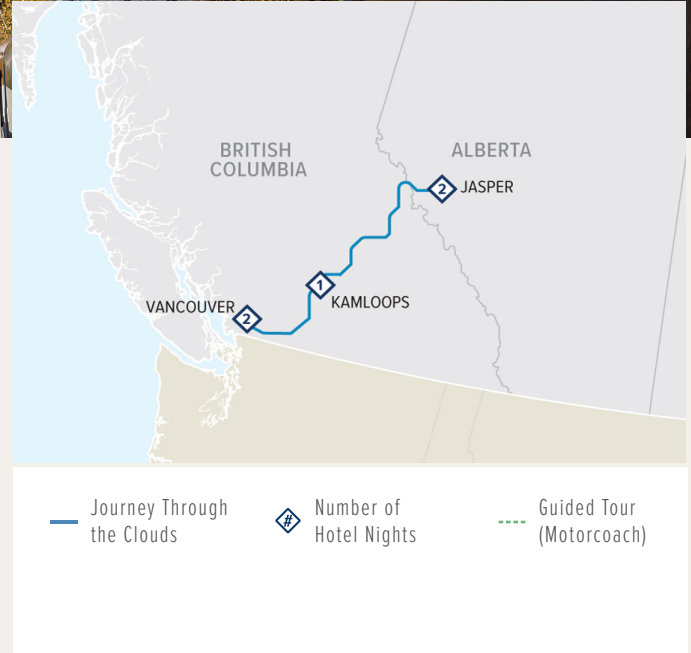 BRITISH
COLUMBIA
ALBERTA
2 JASPER
1
KAMLOOPS
VANCOUVER
2
Journey Through
the Clouds
# Number of
Hotel Nights
Guided Tour
(Motorcoach)